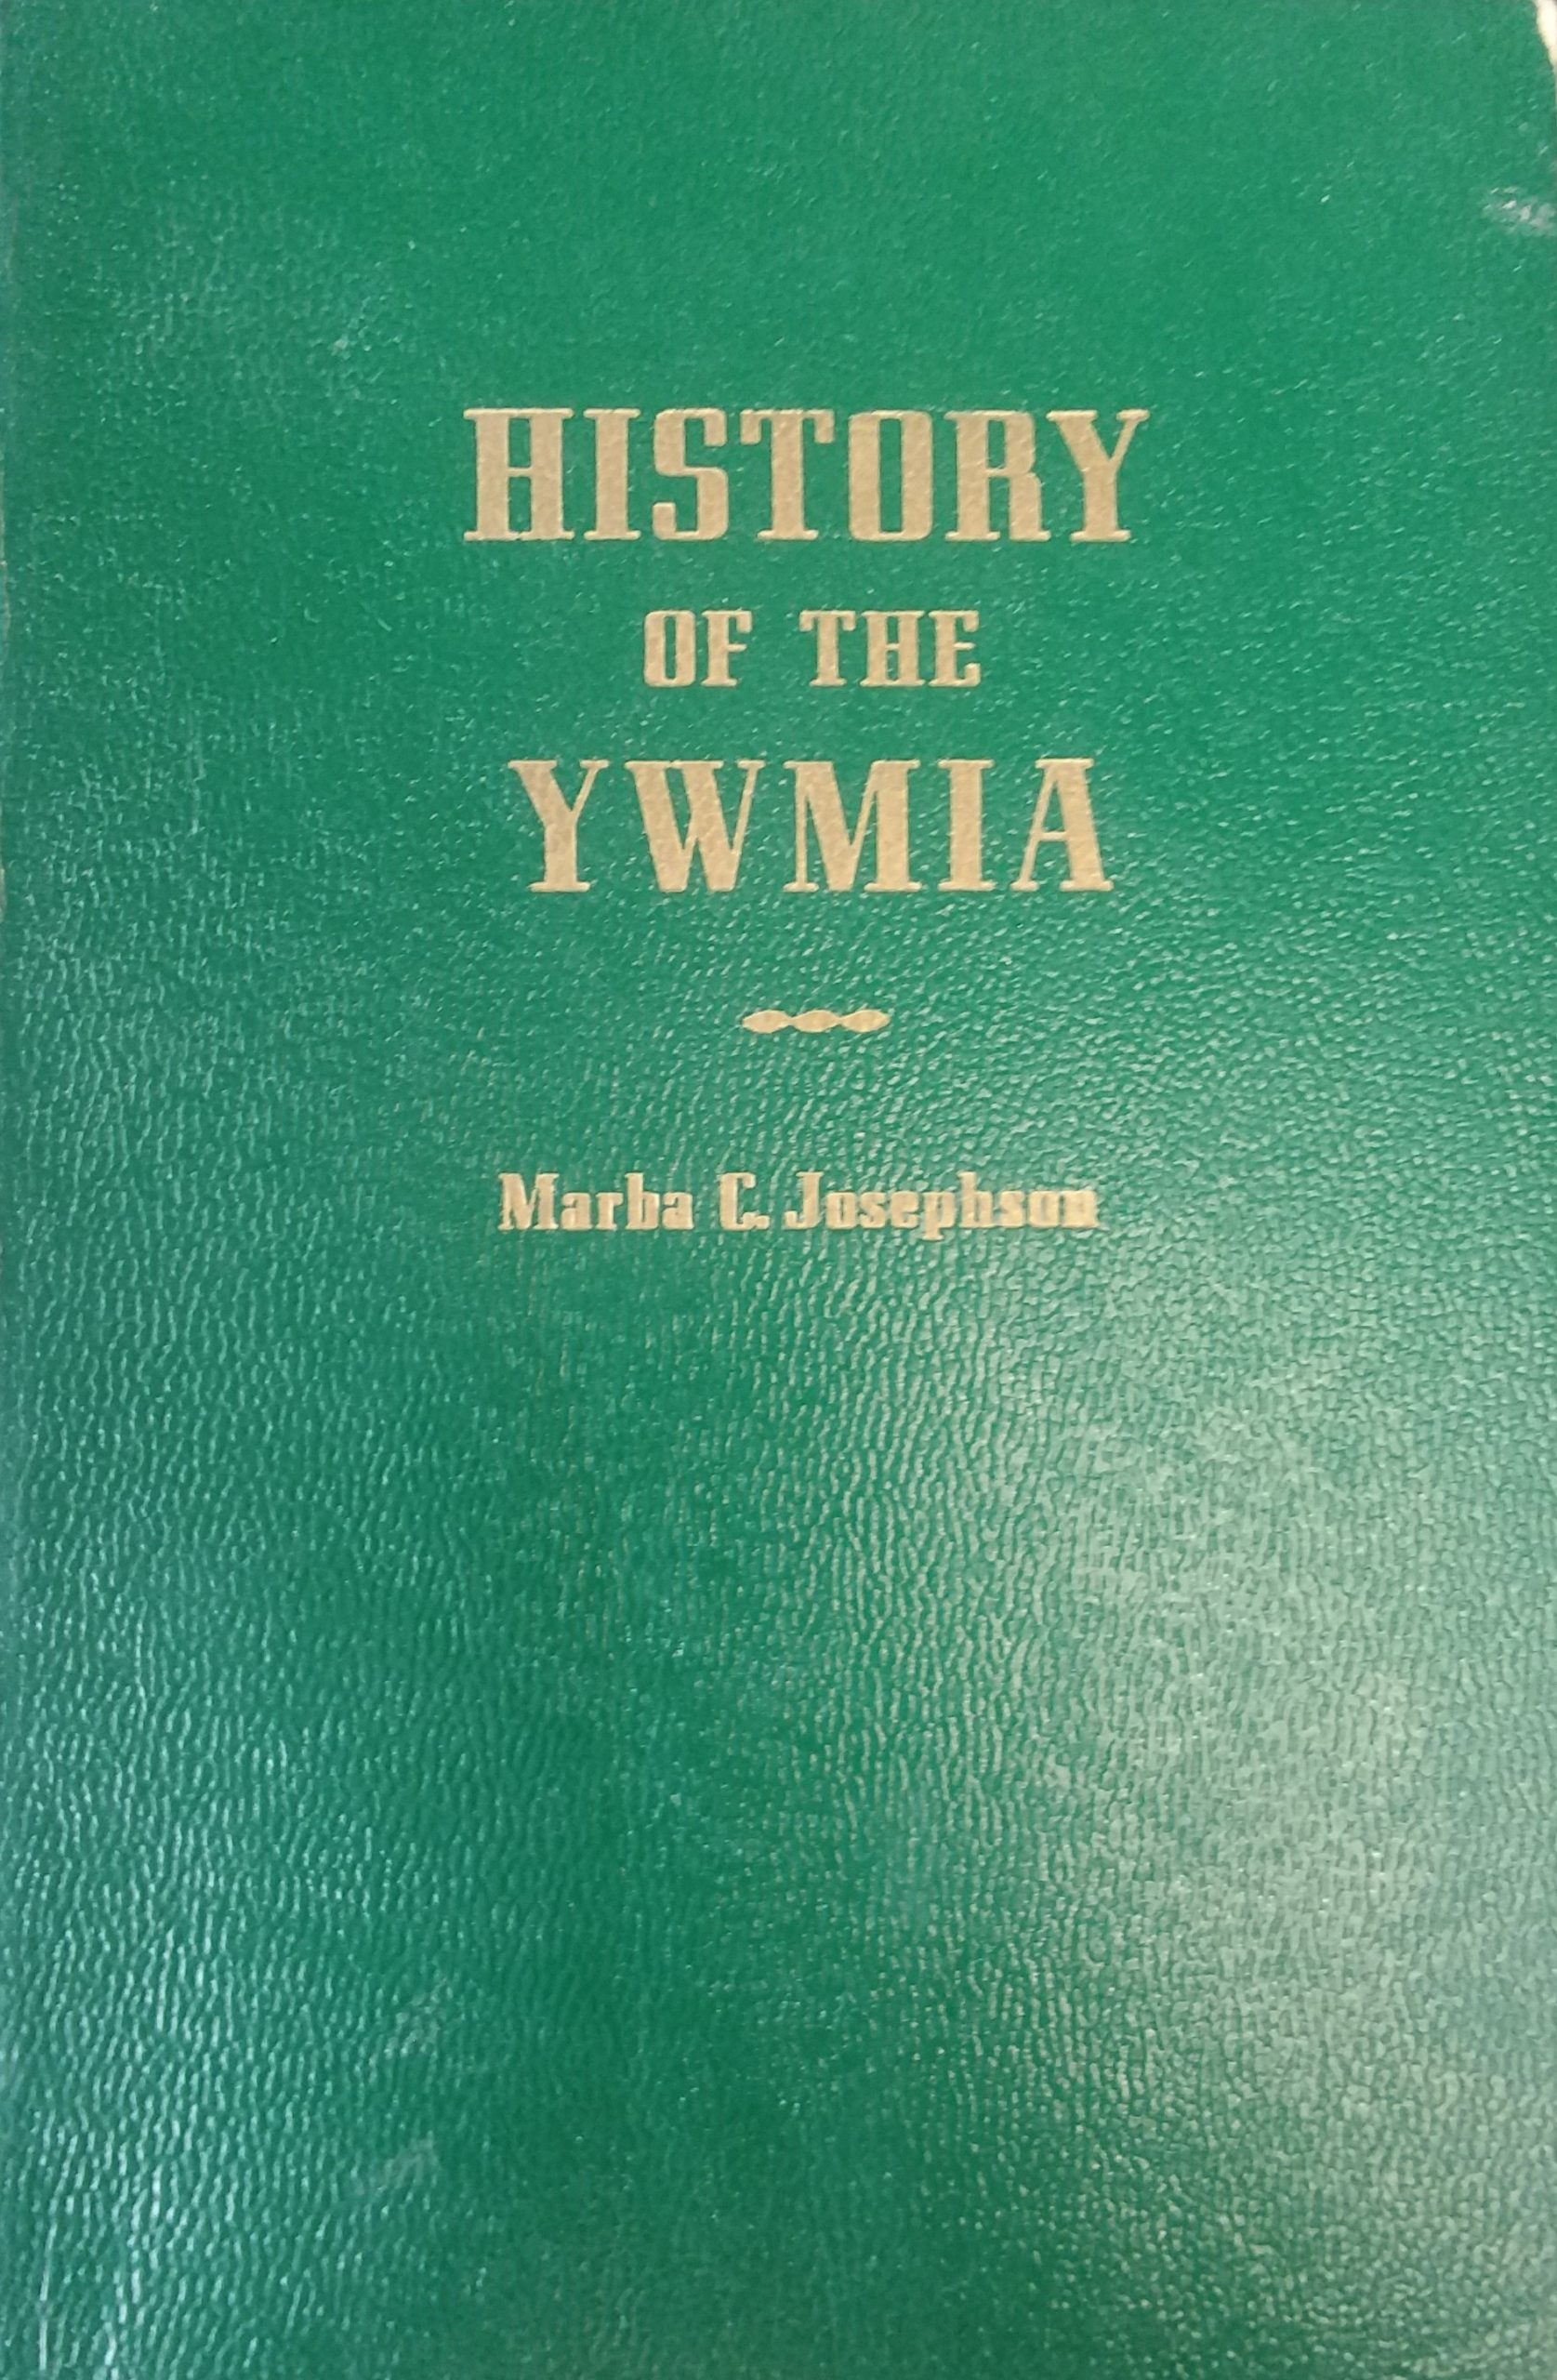 HISTORY
OF THE
YWMIA
Marba C. Josephson